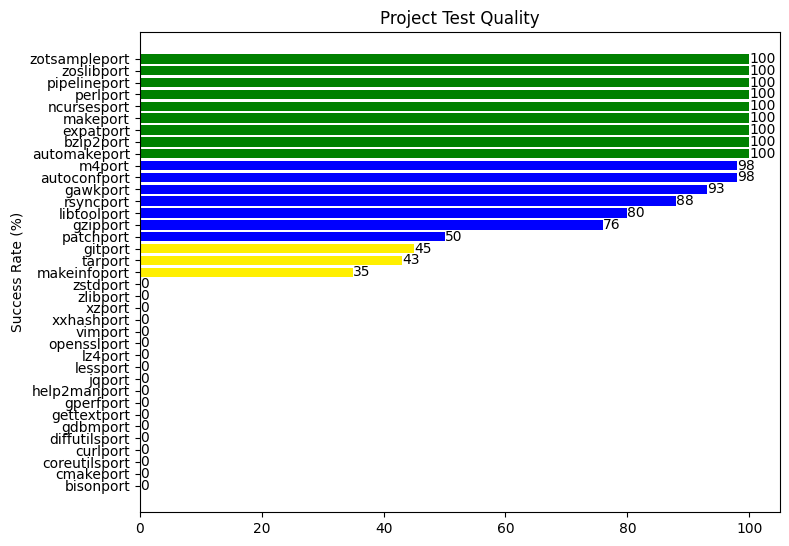 Project Test Quality
Success Rate (%)
zotsampleport 100
zoslibport 100
pipelineport 100
perlport 100
ncursesport 100
makeport 100
expatport 100
bzip2port 100
automakeport 100
m4port 98
autoconfport 98
gawkport 93
rsyncport 88
libtoolport 80
gzipport 76
patchport 50
gitport 45
tarport 43
makeinfoport 35
zstdport 0
zlibport 0
xzport 0
xxhashport 0
vimport 0
opensslport 0
lz4port 0
lessport 0
jqport 0
help2manport 0
gperfport 0
gettextport 0
gdbmport 0
diffutilsport 0
curlport 0
coreutilsport 0
cmakeport 0
bisonport 0
0 20 40 60 80 100